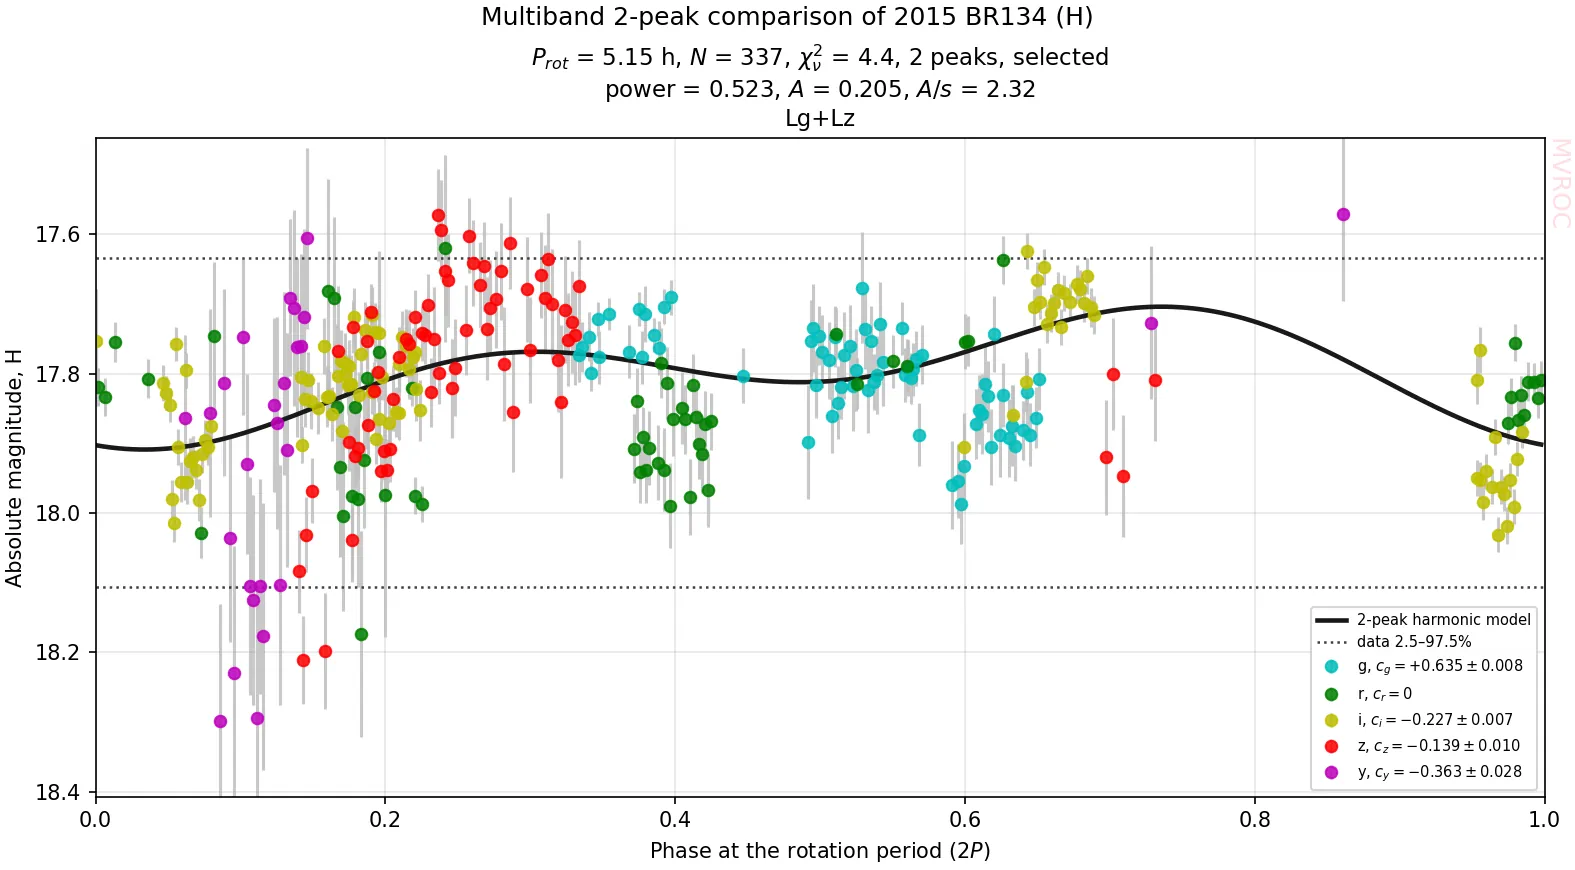 Multiband 2-peak comparison of 2015 BR134 (H)
P_rot = 5.15 h, N = 337, χ²_ν = 4.4, 2 peaks, selected
power = 0.523, A = 0.205, A/s = 2.32
Lg+Lz
MVROC
Absolute magnitude, H
17.6
17.8
18.0
18.2
18.4
2-peak harmonic model
data 2.5–97.5%
g, c_g = +0.635 ± 0.008
r, c_r = 0
i, c_i = −0.227 ± 0.007
z, c_z = −0.139 ± 0.010
y, c_y = −0.363 ± 0.028
0.0 0.2 0.4 0.6 0.8 1.0
Phase at the rotation period (2P)